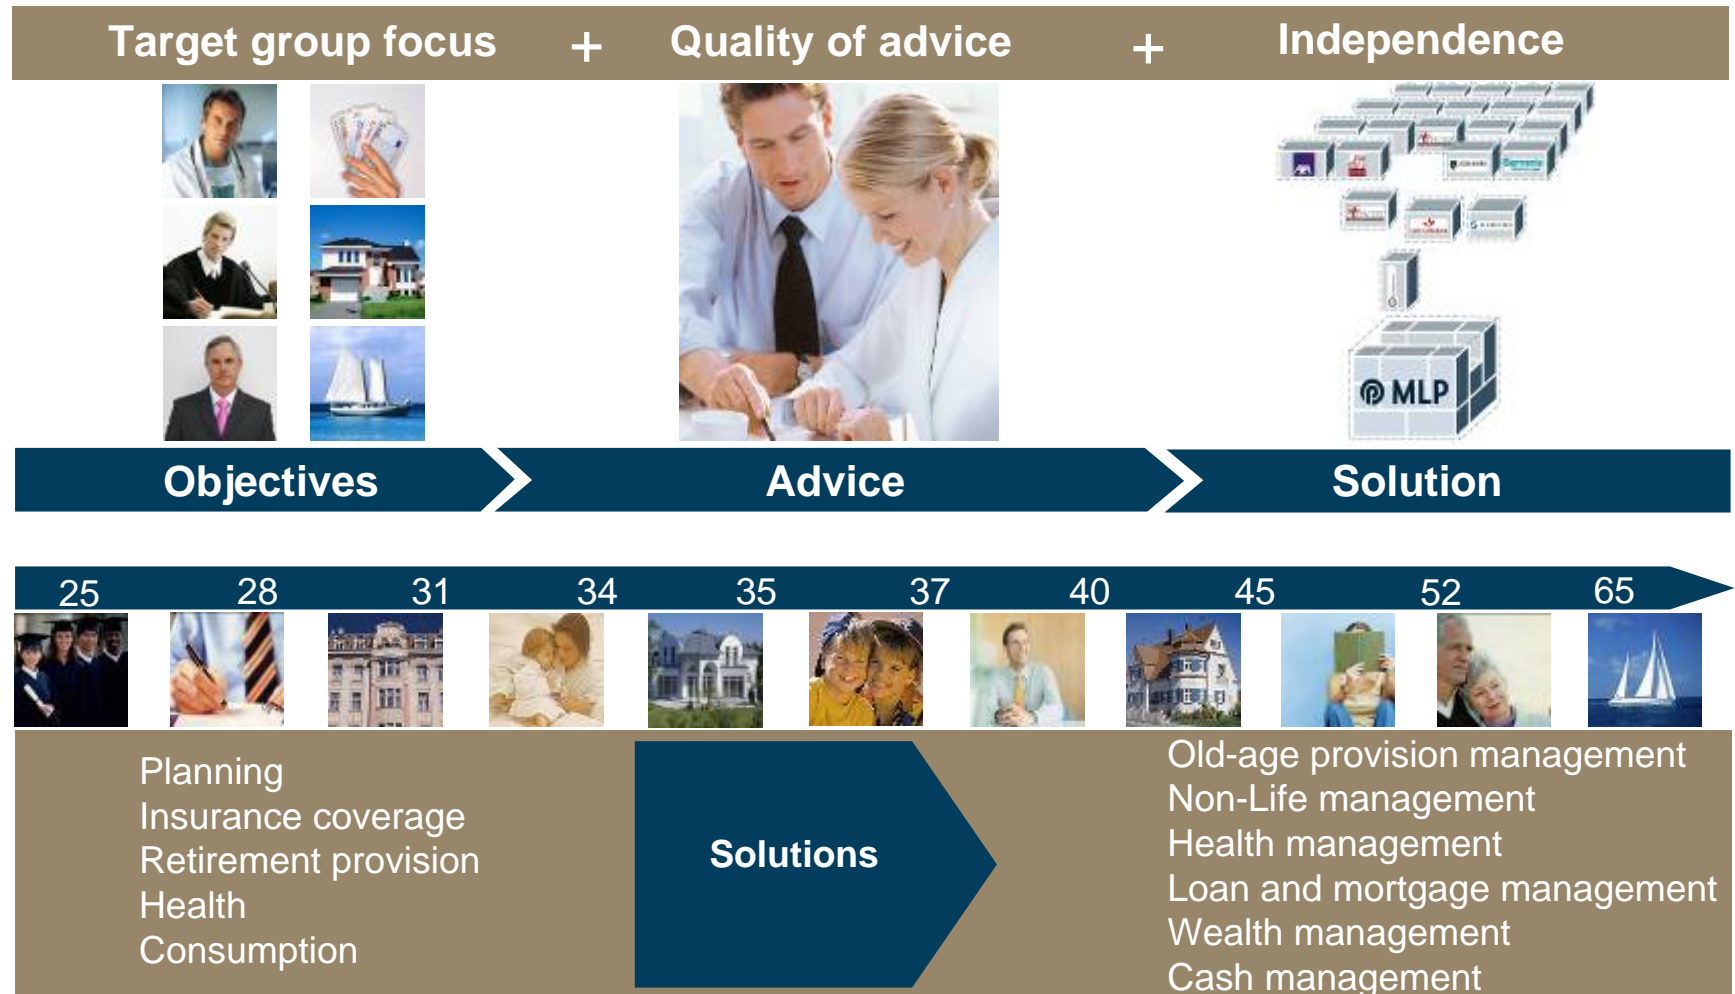 Target group focus + Quality of advice + Independence
MLP
Objectives Advice Solution
25 28 31 34 35 37 40 45 52 65
Planning
Insurance coverage
Retirement provision
Health
Consumption
Solutions
Old-age provision management
Non-Life management
Health management
Loan and mortgage management
Wealth management
Cash management